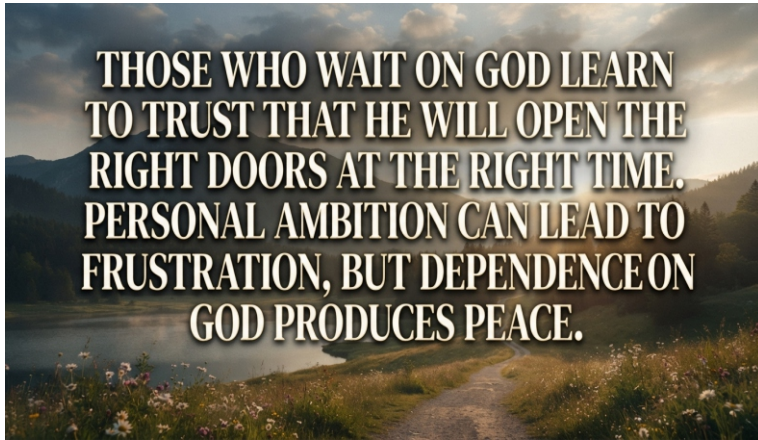 THOSE WHO WAIT ON GOD LEARN
TO TRUST THAT HE WILL OPEN THE
RIGHT DOORS AT THE RIGHT TIME.
PERSONAL AMBITION CAN LEAD TO
FRUSTRATION, BUT DEPENDENCE ON
GOD PRODUCES PEACE.